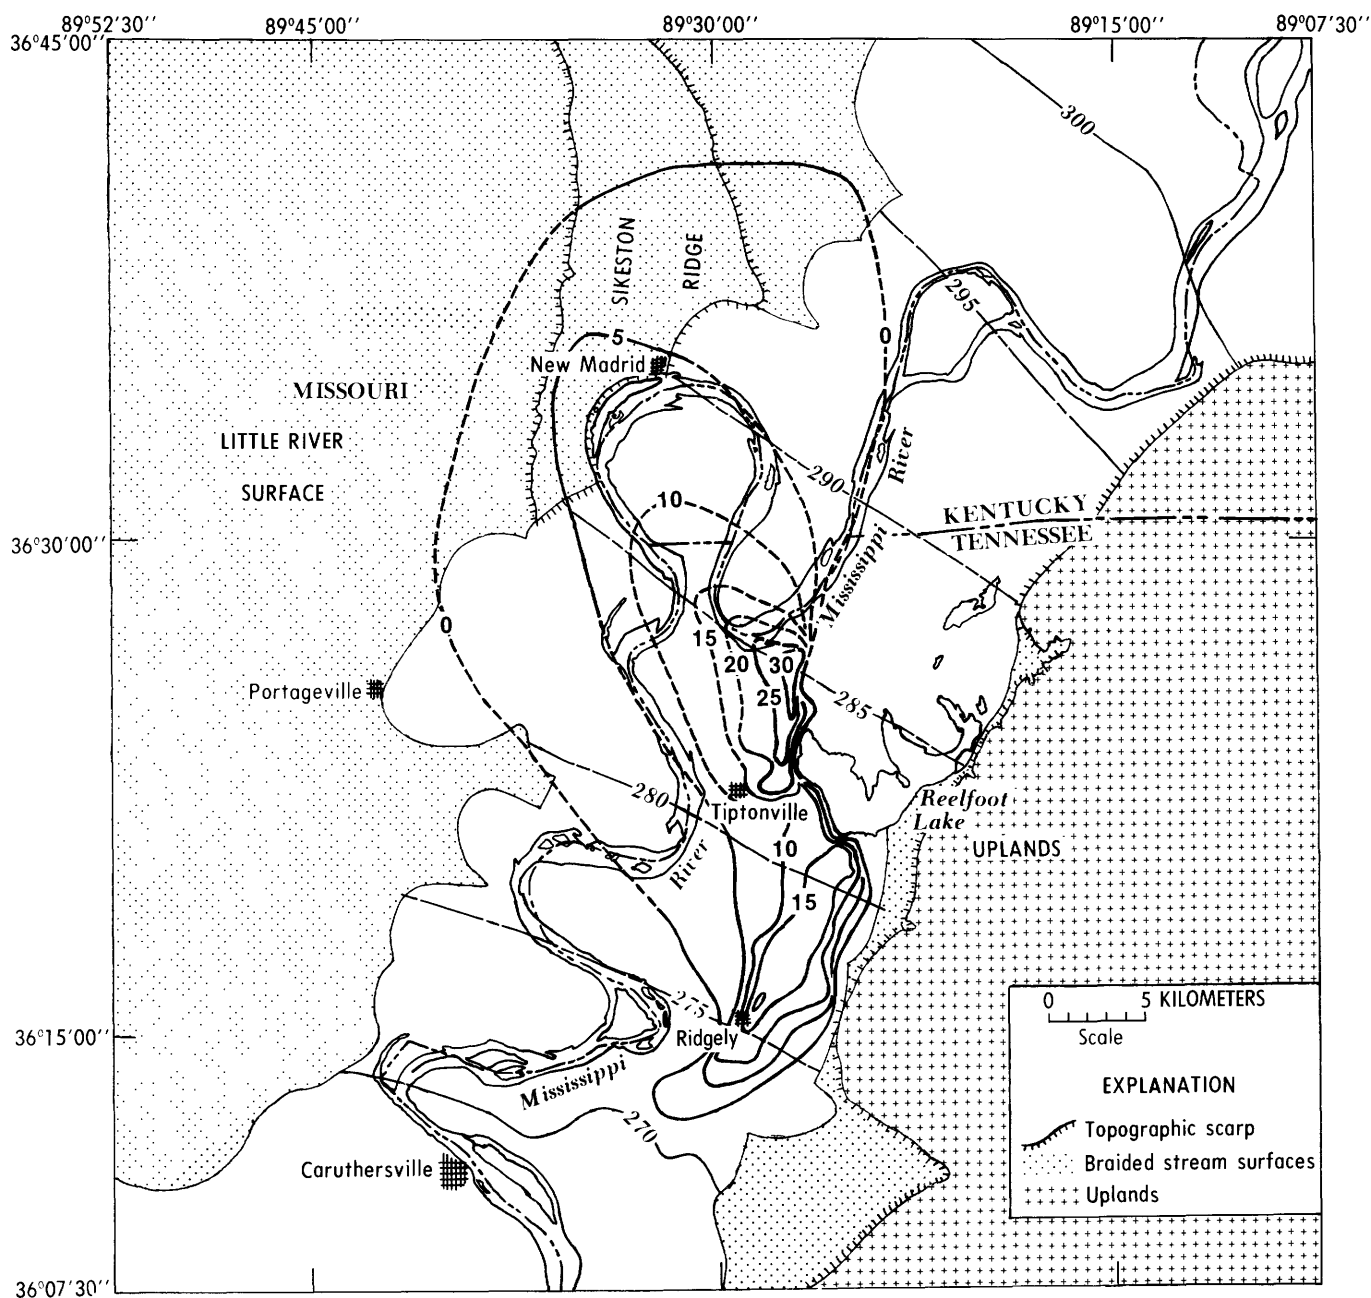 89°52'30'' 89°45'00'' 89°30'00'' 89°15'00'' 89°07'30''
36°45'00''
300
SIKESTON
RIDGE
295
0
5
New Madrid
MISSOURI
LITTLE RIVER
SURFACE
River
290
10
KENTUCKY
TENNESSEE
36°30'00''
Mississippi
0
15
20
30
25
Portageville
285
280
Reelfoot
Lake
Tiptonville
10
UPLANDS
River
15
275
Ridgely
0 5 KILOMETERS
Scale
36°15'00''
Mississippi
EXPLANATION
270
Topographic scarp
Braided stream surfaces
Uplands
Caruthersville
36°07'30''